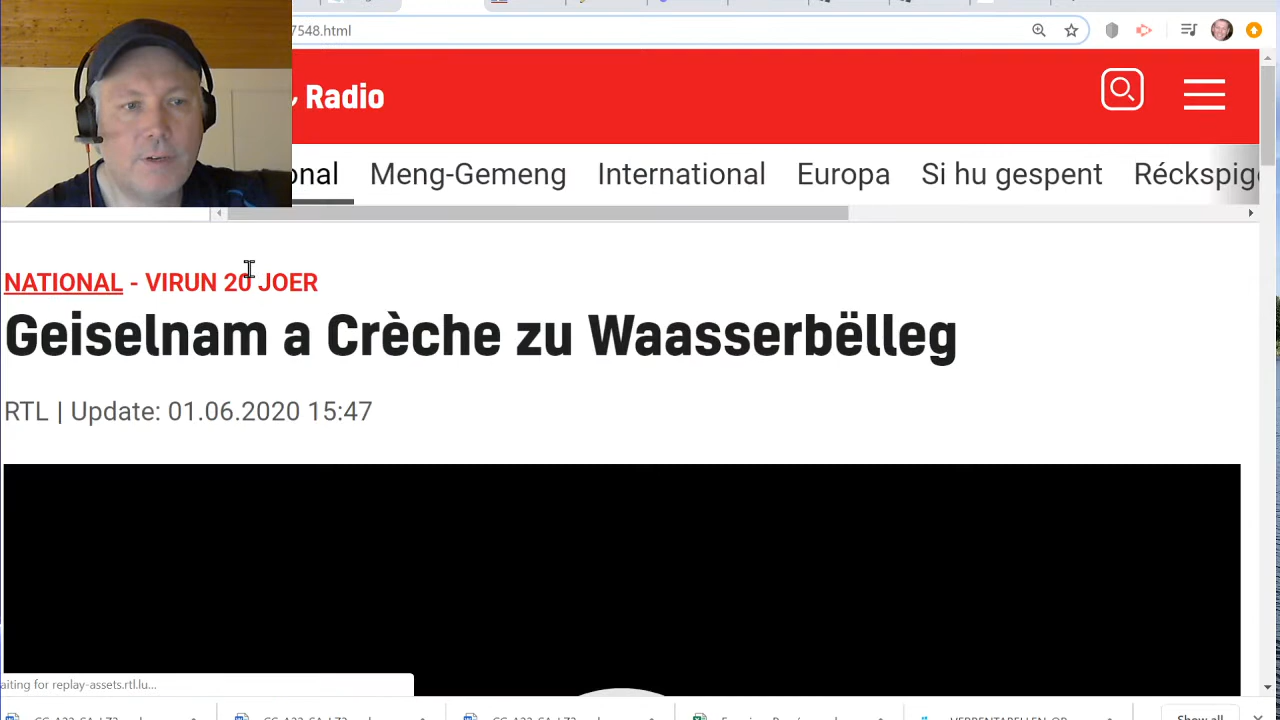 7548.html
Radio
onal Meng-Gemeng International Europa Si hu gespent Réckspig
NATIONAL - VIRUN 20 JOER
Geiselnam a Crèche zu Waasserbëlleg
RTL | Update: 01.06.2020 15:47
aiting for replay-assets.rtl.lu...
Show all